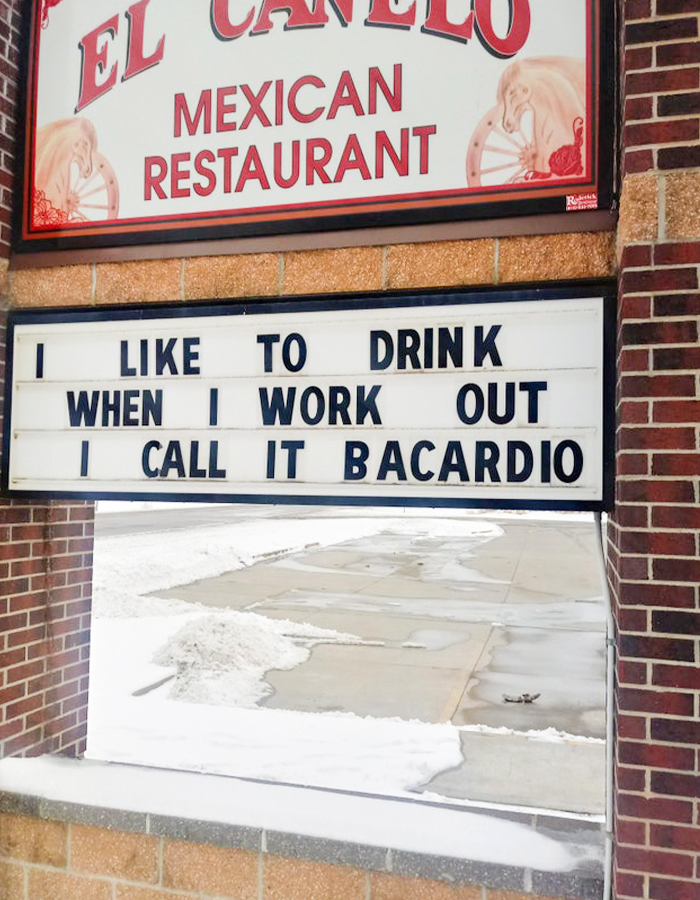 EL CANELO
MEXICAN
RESTAURANT
I LIKE TO DRINK
WHEN I WORK OUT
I CALL IT BACARDIO